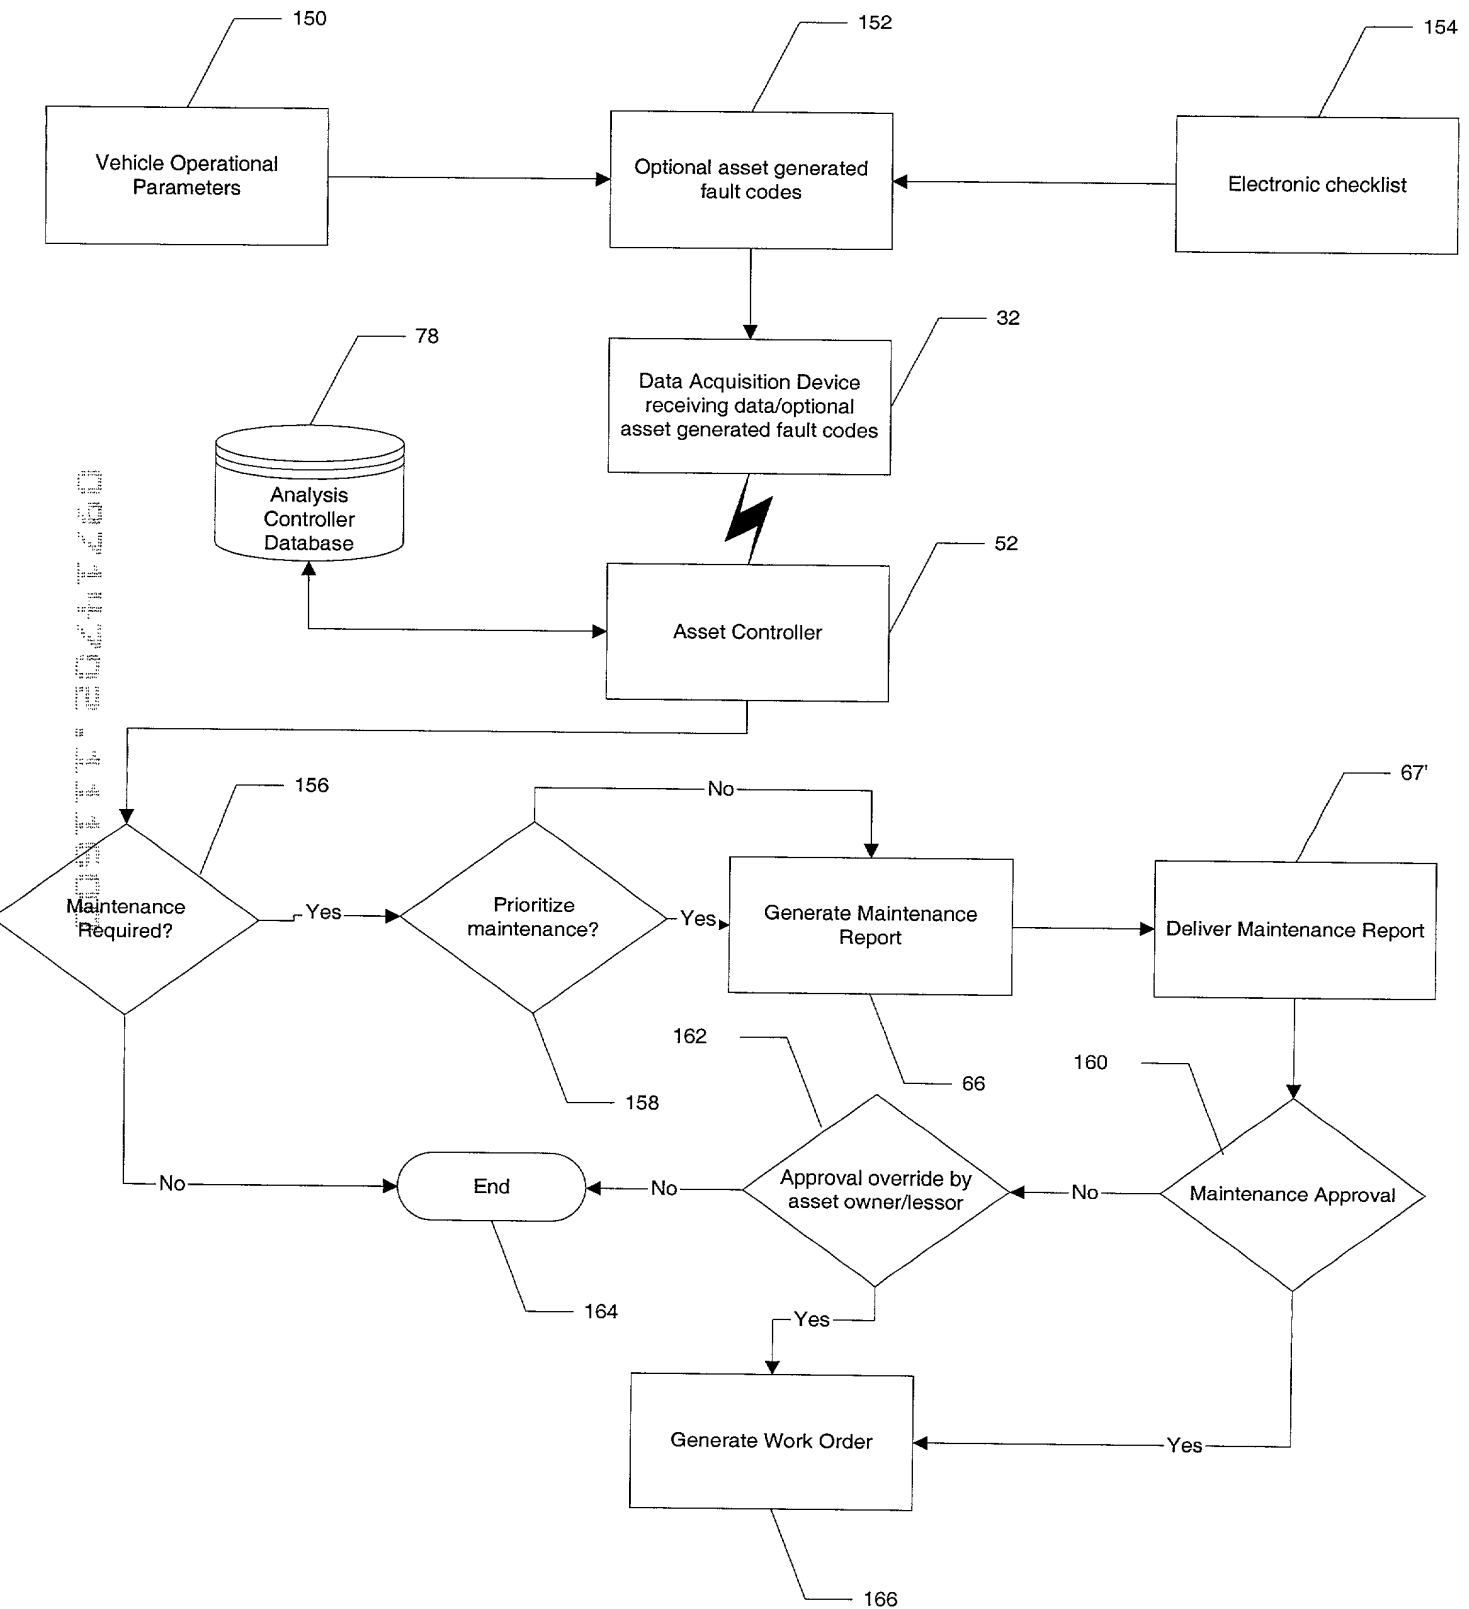 150
152
154
Vehicle Operational
Parameters
Optional asset generated
fault codes
Electronic checklist
32
78
Data Acquisition Device
receiving data/optional
asset generated fault codes
Analysis
Controller
Database
52
Asset Controller
156
No
67'
Maintenance
Required?
Yes
Prioritize
maintenance?
Yes
Generate Maintenance
Report
Deliver Maintenance Report
162
160
66
158
No
End
No
Approval override by
asset owner/lessor
No
Maintenance Approval
164
Yes
Generate Work Order
Yes
166